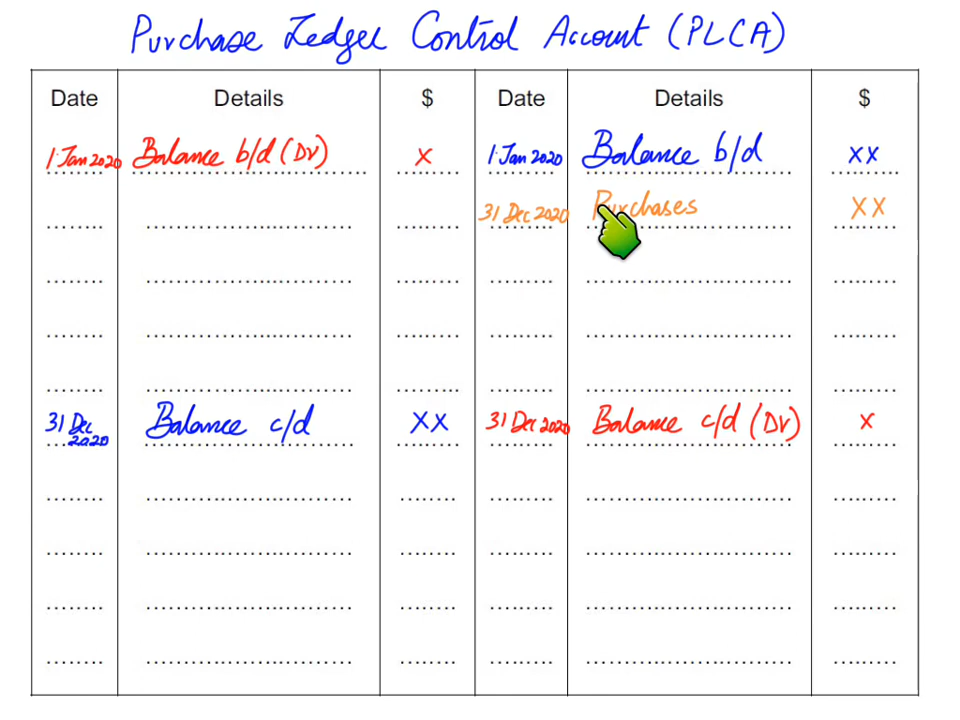 Purchase Ledger Control Account (PLCA)
Date Details $ Date Details $
1 Jan 2020 Balance b/d (Dr) X 1 Jan 2020 Balance b/d XX
31 Dec 2020 Purchases XX
31 Dec 2020 Balance c/d XX 31 Dec 2020 Balance c/d (Dr) X